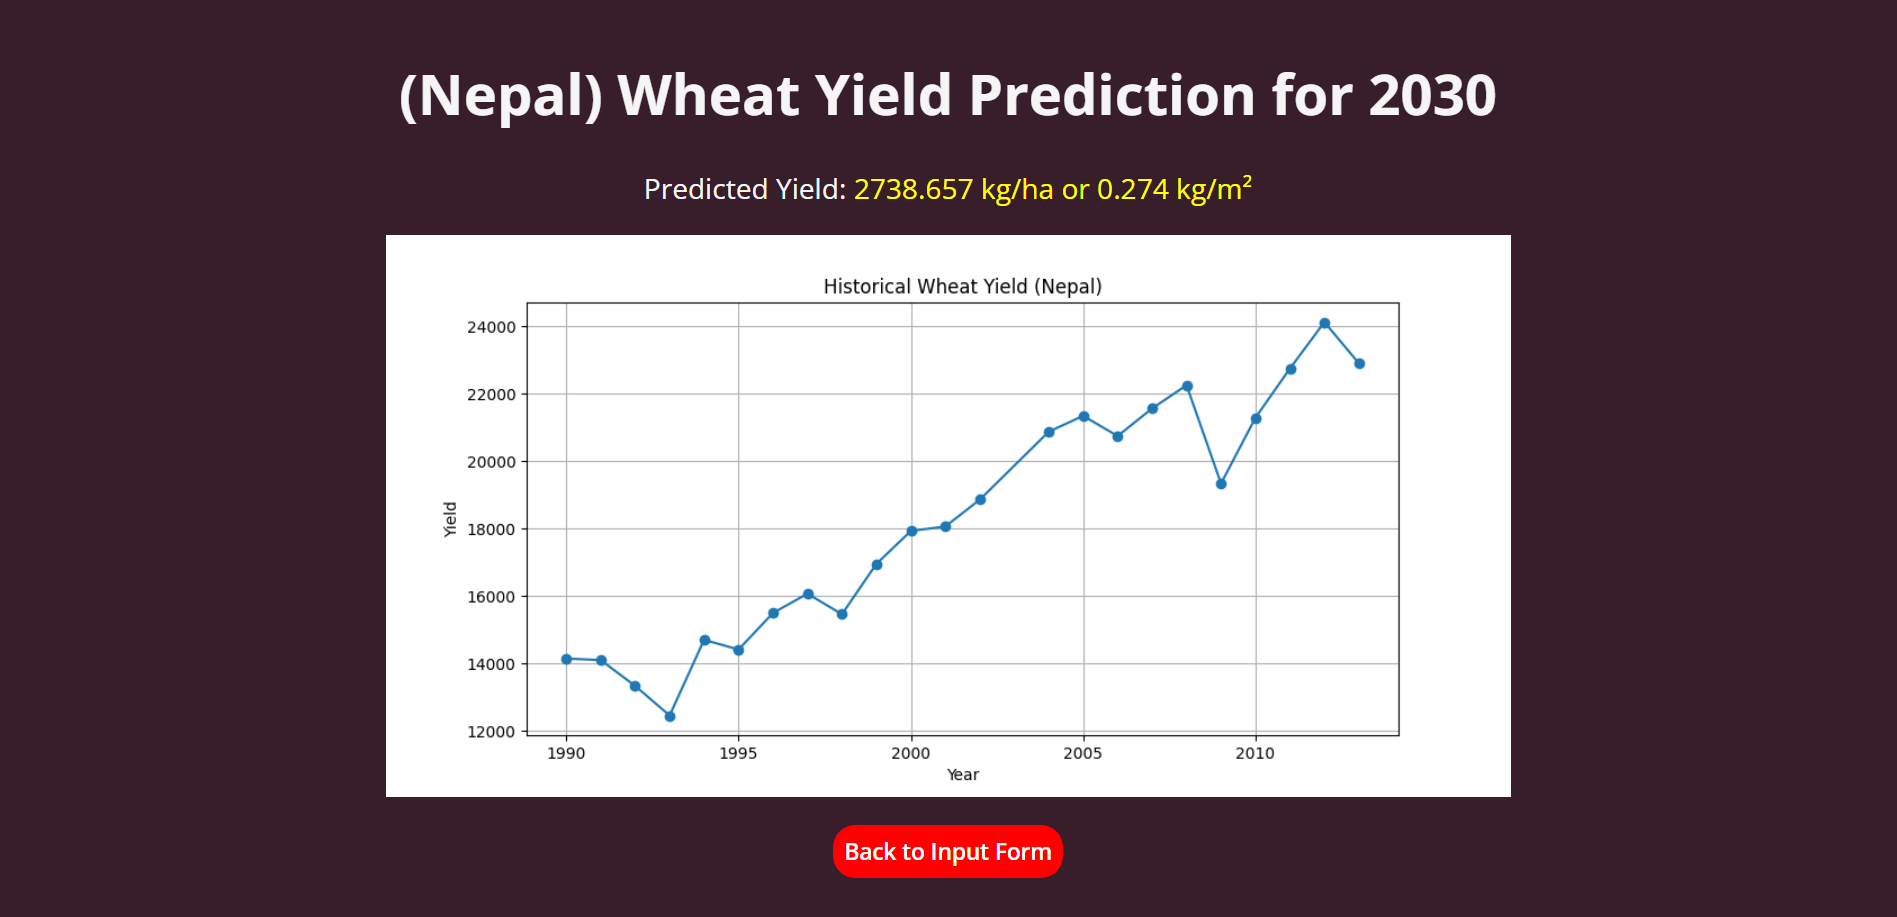 (Nepal) Wheat Yield Prediction for 2030
Predicted Yield: 2738.657 kg/ha or 0.274 kg/m²
Historical Wheat Yield (Nepal)
24000
22000
20000
18000
16000
14000
12000
Yield
1990 1995 2000 2005 2010
Year
Back to Input Form